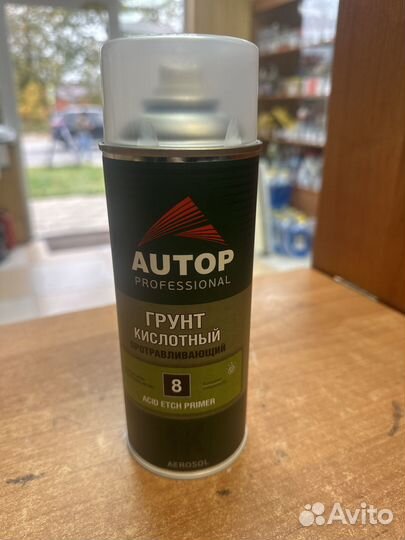 AUTOP
PROFESSIONAL
ГРУНТ
КИСЛОТНЫЙ
ПРОТРАВЛИВАЮЩИЙ
8
ACID ETCH PRIMER
AEROSOL
Avito